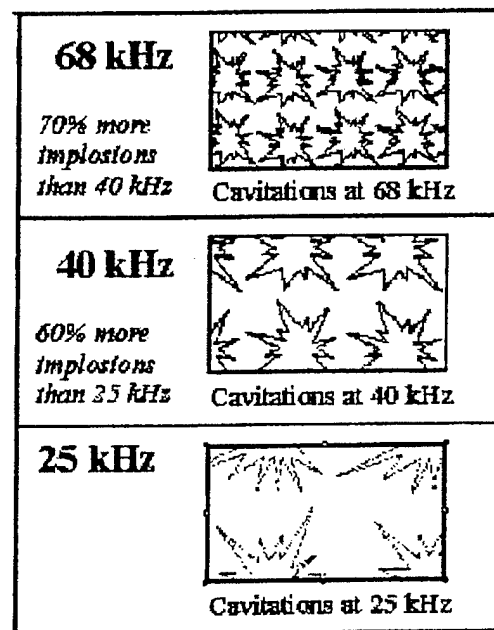 68 kHz
70% more
implosions
than 40 kHz
Cavitations at 68 kHz
40 kHz
60% more
implosions
than 25 kHz
Cavitations at 40 kHz
25 kHz
Cavitations at 25 kHz